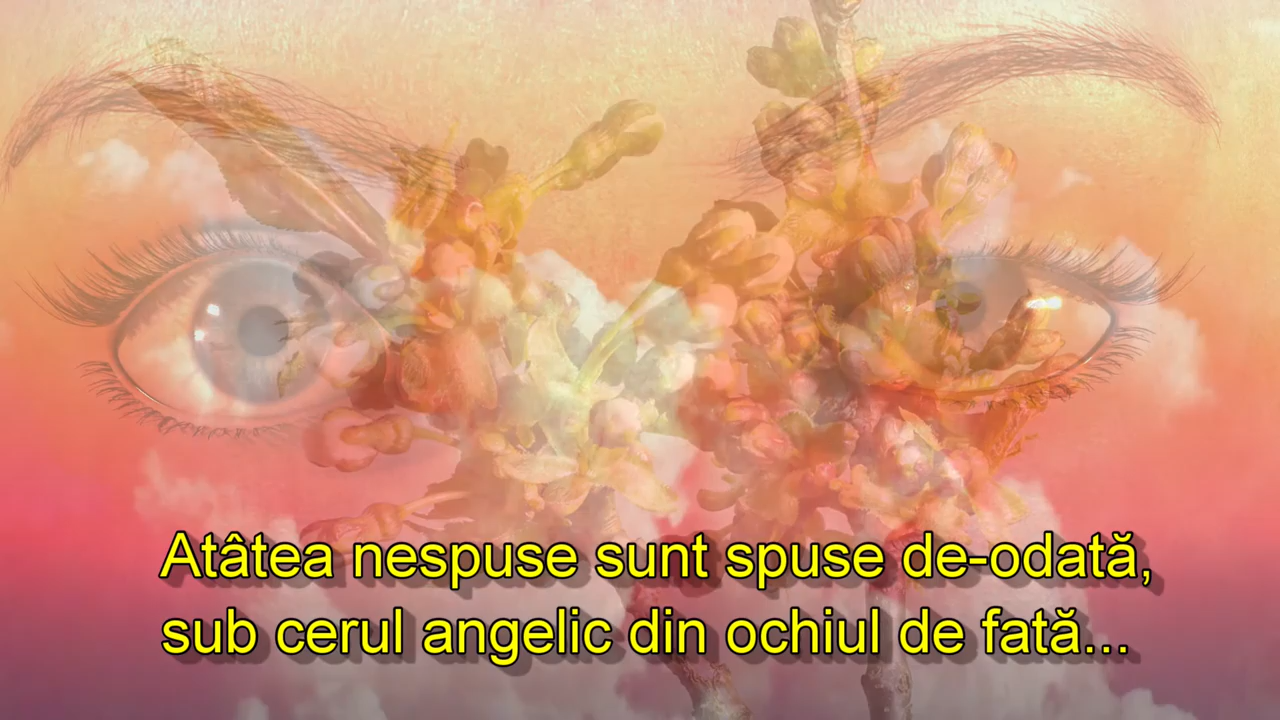 Atâtea nespuse sunt spuse de-odată,
sub cerul angelic din ochiul de fată...